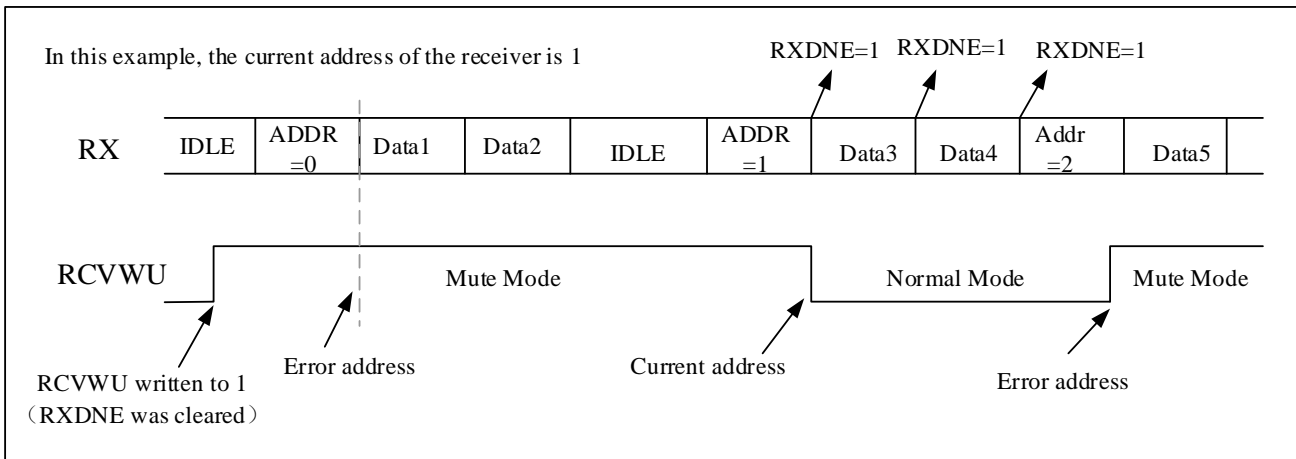 In this example, the current address of the receiver is 1
RXDNE=1
RXDNE=1
RXDNE=1
RX
IDLE
ADDR
=0
Data1
Data2
IDLE
ADDR
=1
Data3
Data4
Addr
=2
Data5
RCVWU
Mute Mode
Normal Mode
Mute Mode
Error address
Current address
Error address
RCVWU written to 1
（RXDNE was cleared）